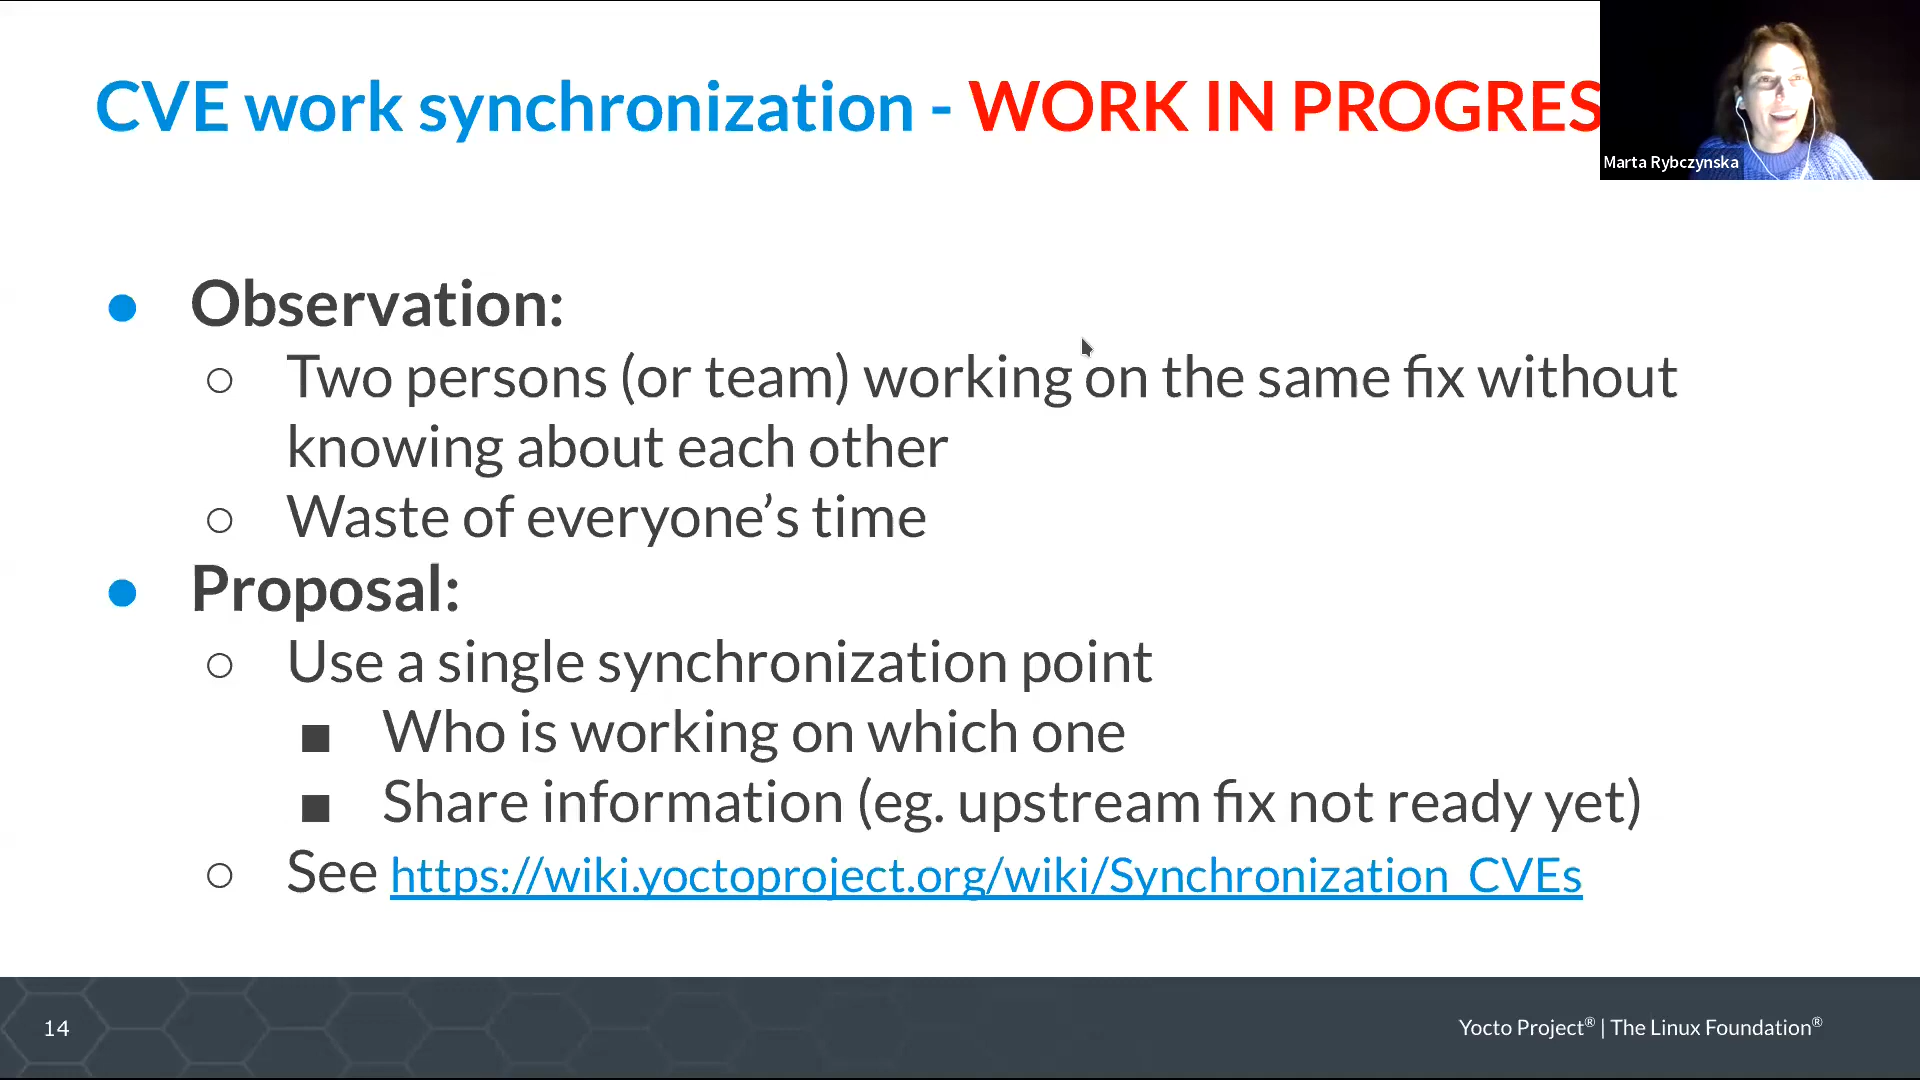 CVE work synchronization - WORK IN PROGRES
Marta Rybczynska
● Observation:
○ Two persons (or team) working on the same fix without
knowing about each other
○ Waste of everyone’s time
● Proposal:
○ Use a single synchronization point
■ Who is working on which one
■ Share information (eg. upstream fix not ready yet)
○ See https://wiki.yoctoproject.org/wiki/Synchronization_CVEs
14
Yocto Project® | The Linux Foundation®